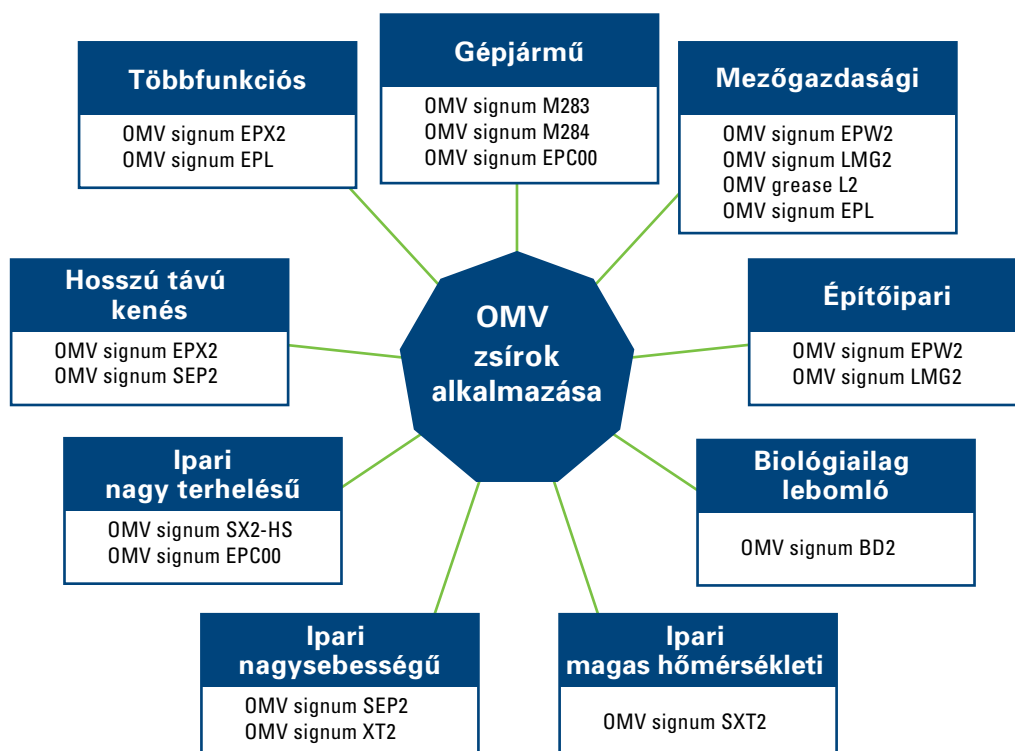 Többfunkciós
OMV signum EPX2
OMV signum EPL
Gépjármű
OMV signum M283
OMV signum M284
OMV signum EPC00
Mezőgazdasági
OMV signum EPW2
OMV signum LMG2
OMV grease L2
OMV signum EPL
Hosszú távú
kenés
OMV signum EPX2
OMV signum SEP2
OMV
zsírok
alkalmazása
Építőipari
OMV signum EPW2
OMV signum LMG2
Ipari
nagy terhelésű
OMV signum SX2-HS
OMV signum EPC00
Biológiailag
lebomló
OMV signum BD2
Ipari
nagysebességű
OMV signum SEP2
OMV signum XT2
Ipari
magas hőmérsékleti
OMV signum SXT2